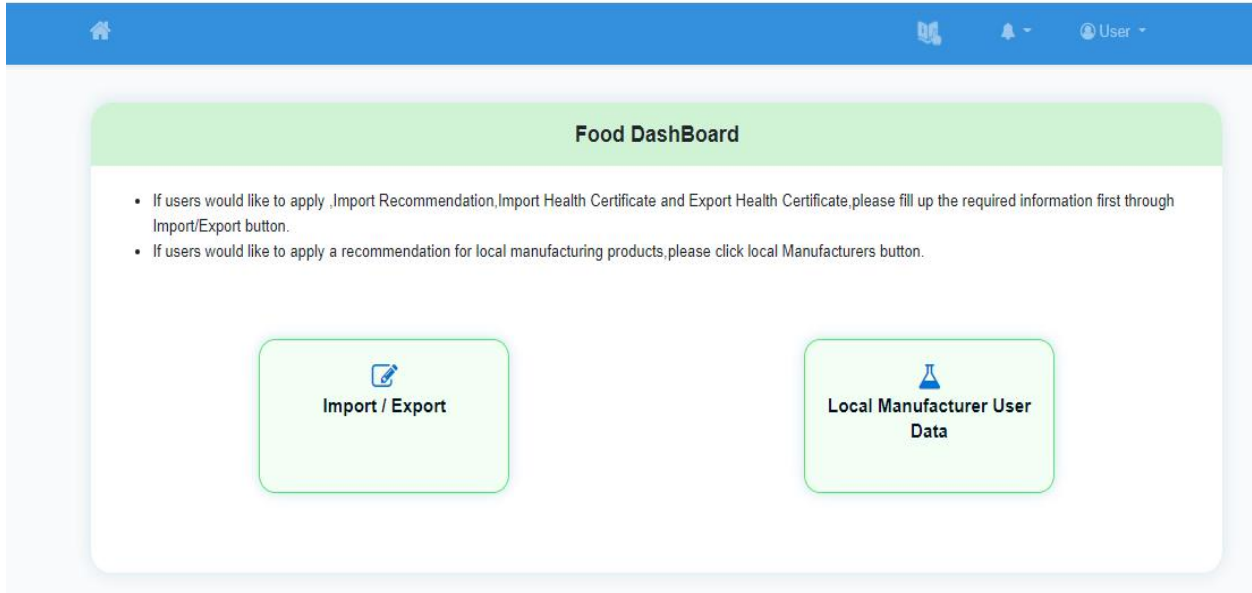 User
Food DashBoard
If users would like to apply ,Import Recommendation,Import Health Certificate and Export Health Certificate,please fill up the required information first through
Import/Export button.
If users would like to apply a recommendation for local manufacturing products,please click local Manufacturers button.
Import / Export
Local Manufacturer User
Data